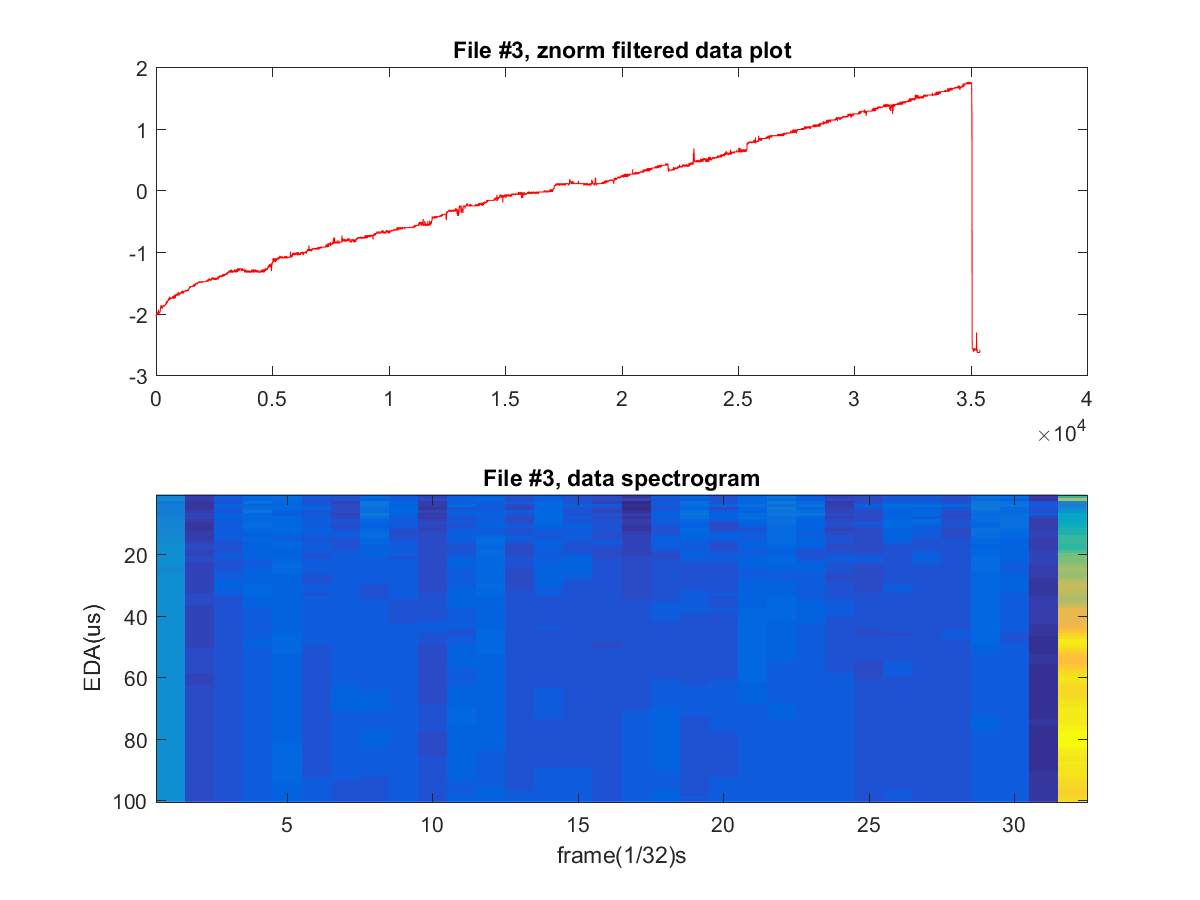 File #3, znorm filtered data plot
2
1
0
-1
-2
-3
0 0.5 1 1.5 2 2.5 3 3.5 4
×10^4
File #3, data spectrogram
EDA(us)
20
40
60
80
100
5 10 15 20 25 30
frame(1/32)s